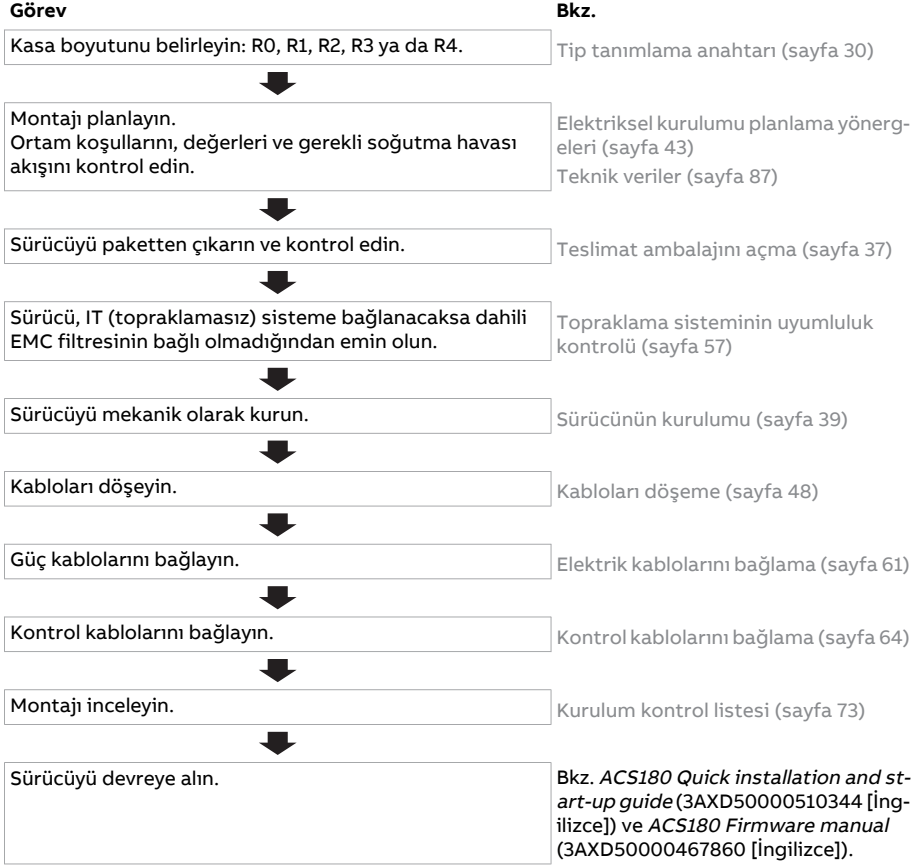 Görev
Bkz.
Kasa boyutunu belirleyin: R0, R1, R2, R3 ya da R4.
Tip tanımlama anahtarı (sayfa 30)
Montajı planlayın.
Ortam koşullarını, değerleri ve gerekli soğutma havası
akışını kontrol edin.
Elektriksel kurulumu planlama yönerg-
eleri (sayfa 43)
Teknik veriler (sayfa 87)
Sürücüyü paketten çıkarın ve kontrol edin.
Teslimat ambalajını açma (sayfa 37)
Sürücü, IT (topraklamasız) sisteme bağlanacaksa dahili
EMC filtresinin bağlı olmadığından emin olun.
Topraklama sisteminin uyumluluk
kontrolü (sayfa 57)
Sürücüyü mekanik olarak kurun.
Sürücünün kurulumu (sayfa 39)
Kabloları döşeyin.
Kabloları döşeme (sayfa 48)
Güç kablolarını bağlayın.
Elektrik kablolarını bağlama (sayfa 61)
Kontrol kablolarını bağlayın.
Kontrol kablolarını bağlama (sayfa 64)
Montajı inceleyin.
Kurulum kontrol listesi (sayfa 73)
Sürücüyü devreye alın.
Bkz. ACS180 Quick installation and st-
art-up guide (3AXD50000510344 [İng-
ilizce]) ve ACS180 Firmware manual
(3AXD50000467860 [İngilizce]).